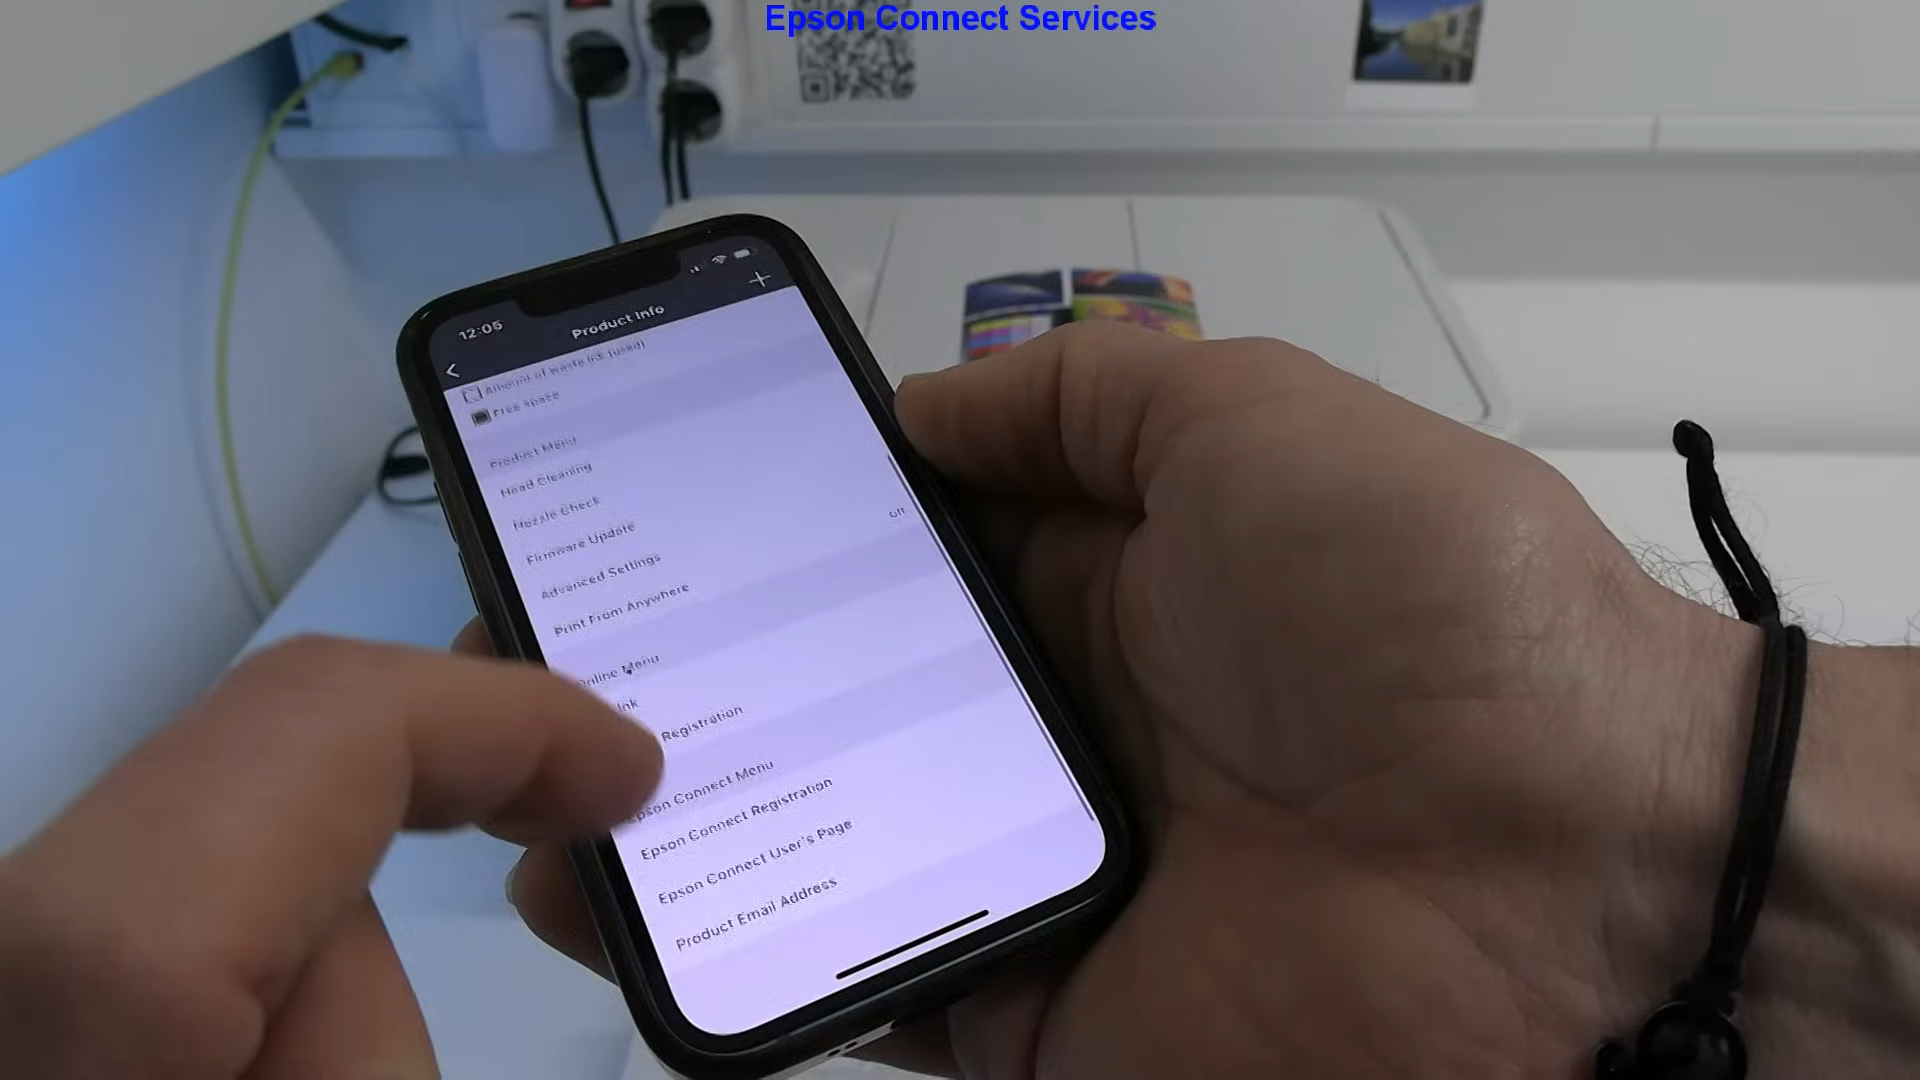 Epson Connect Services
12:05
Product Info
Amount of waste ink (used)
Free space
Product Menu
Head Cleaning
Nozzle Check
Firmware Update
Advanced Settings
Print From Anywhere
Off
Online Menu
Ink
Registration
Epson Connect Menu
Epson Connect Registration
Epson Connect User's Page
Product Email Address